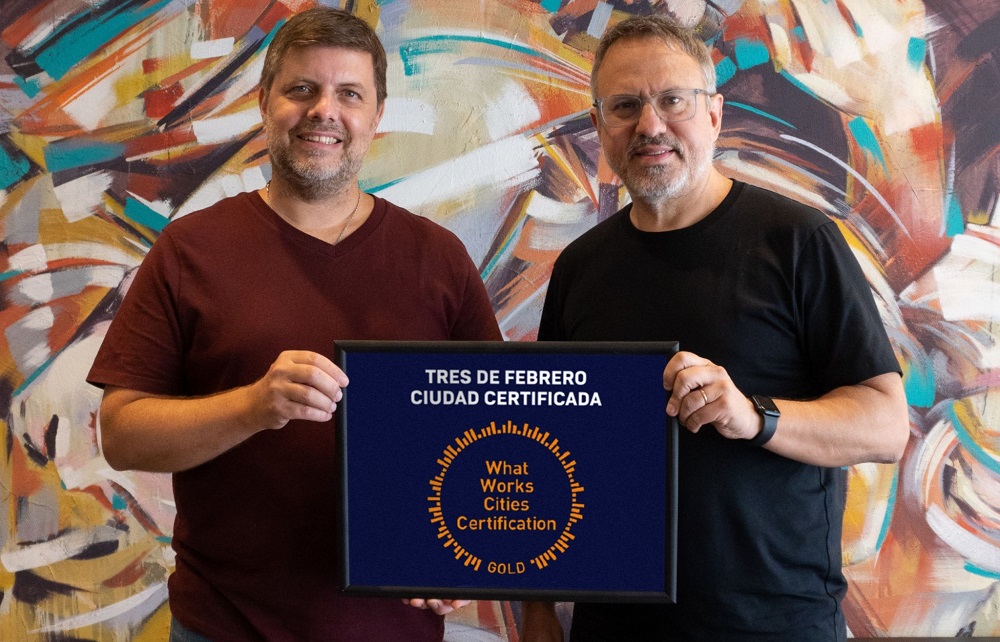 TRES DE FEBRERO
CIUDAD CERTIFICADA
What
Works
Cities
Certification
GOLD